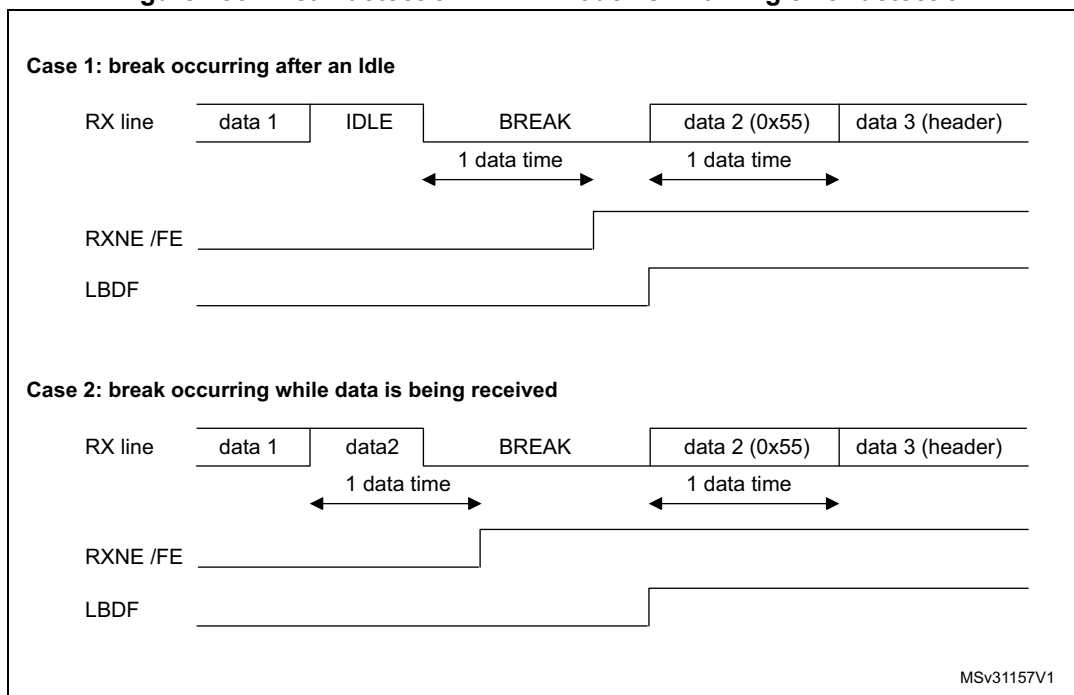 Case 1: break occurring after an Idle
RX line data 1 IDLE BREAK data 2 (0x55) data 3 (header)
1 data time 1 data time
RXNE /FE
LBDF
Case 2: break occurring while data is being received
RX line data 1 data2 BREAK data 2 (0x55) data 3 (header)
1 data time 1 data time
RXNE /FE
LBDF
MSv31157V1